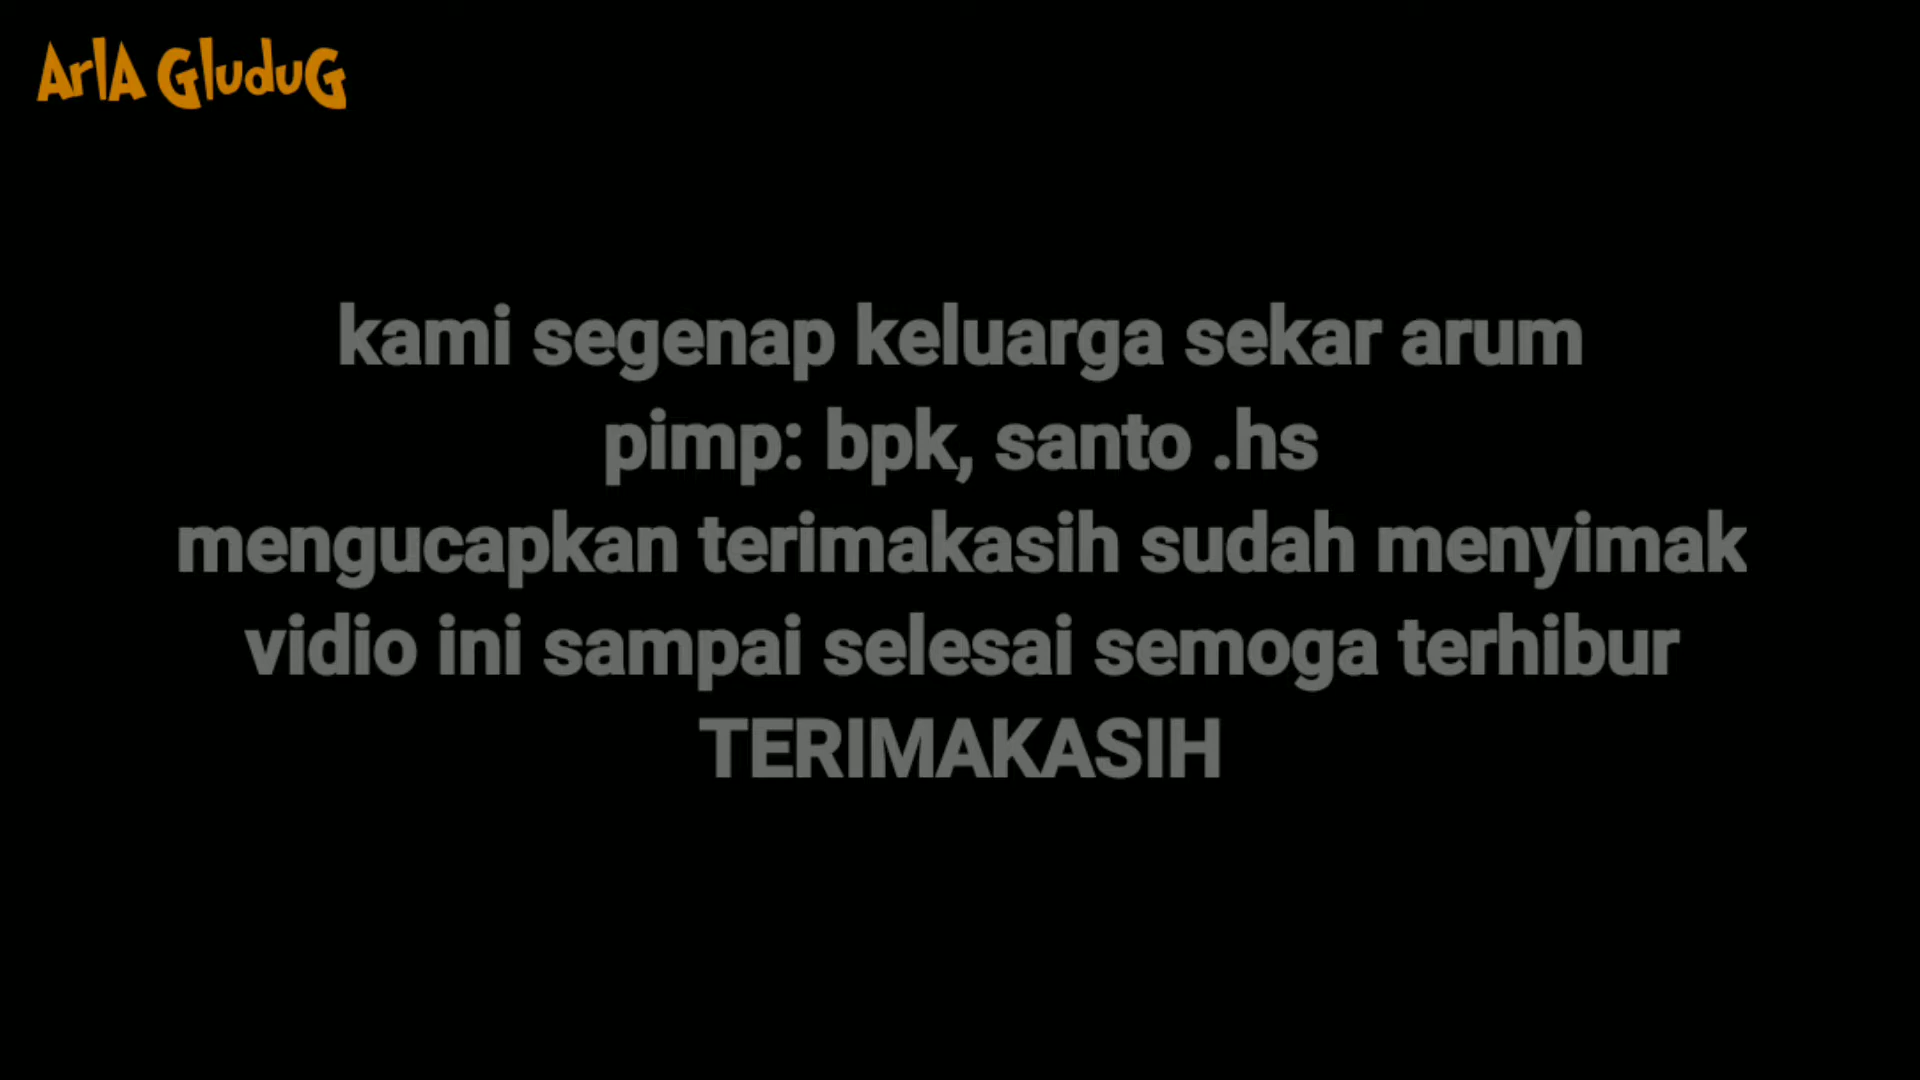 ArIA GluduG
kami segenap keluarga sekar arum
pimp: bpk, santo .hs
mengucapkan terimakasih sudah menyimak
vidio ini sampai selesai semoga terhibur
TERIMAKASIH